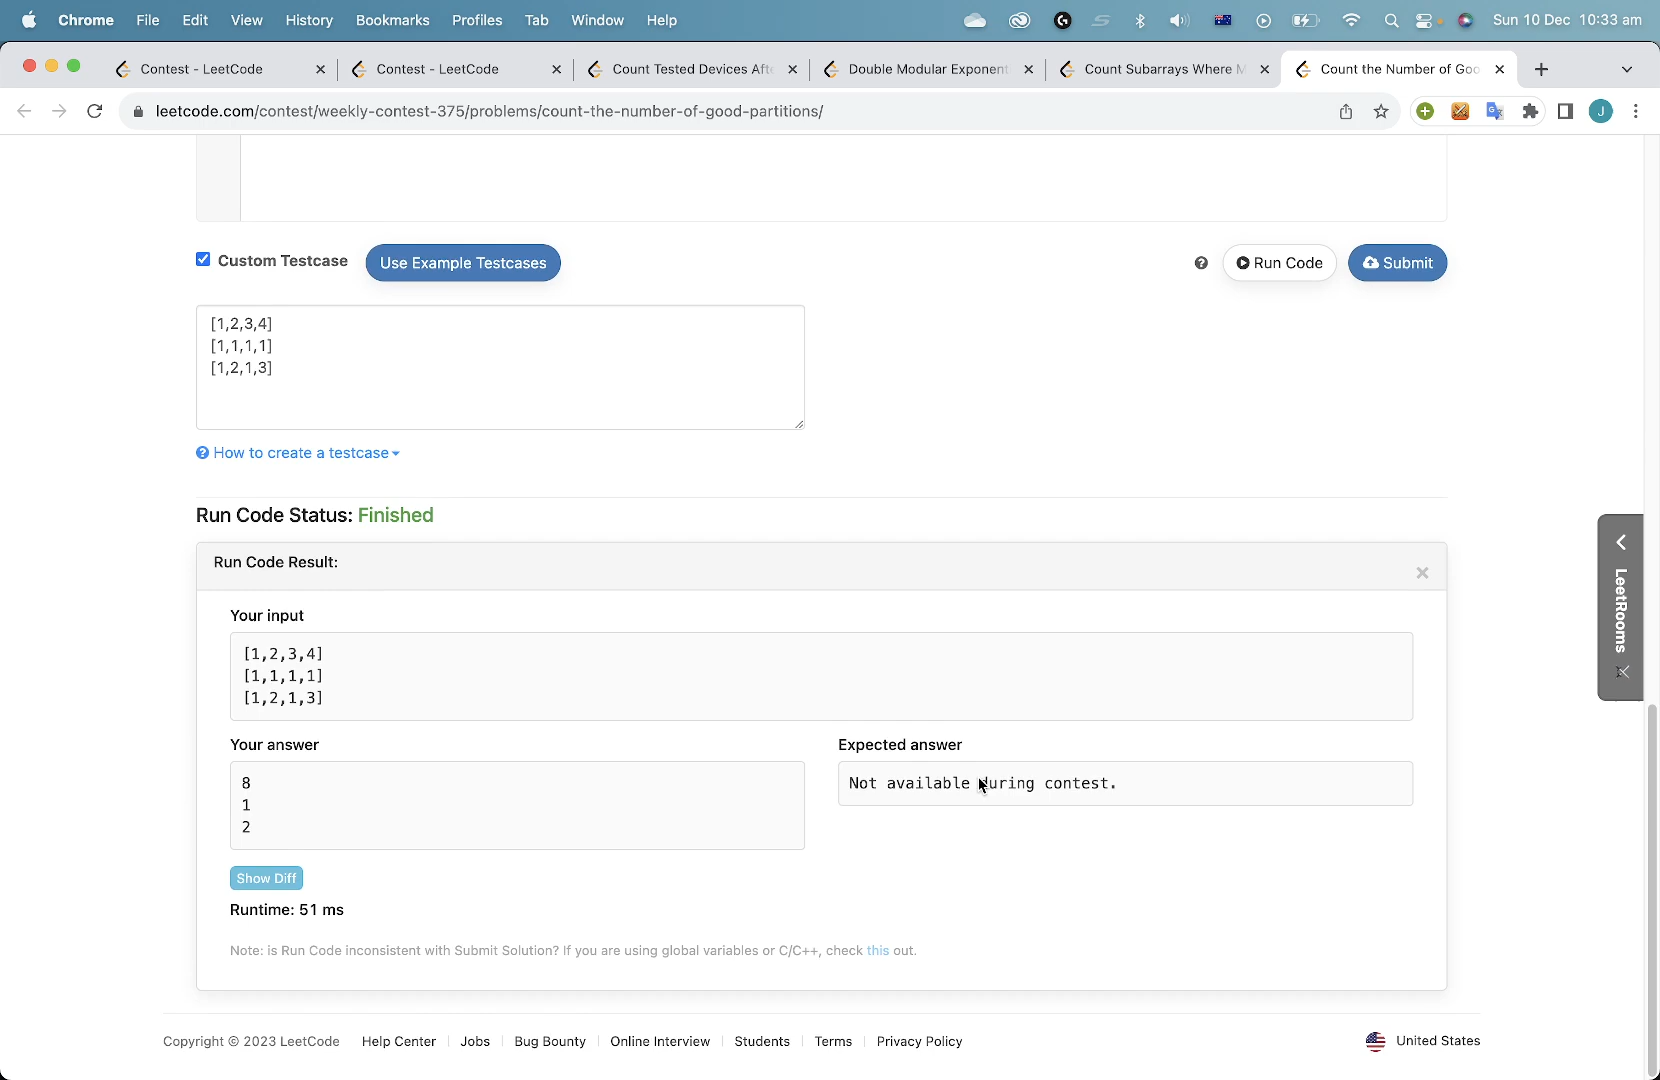 Chrome File Edit View History Bookmarks Profiles Tab Window Help Sun 10 Dec 10:33 am
Contest - LeetCode Contest - LeetCode Count Tested Devices Afte Double Modular Exponent Count Subarrays Where M Count the Number of Goo
leetcode.com/contest/weekly-contest-375/problems/count-the-number-of-good-partitions/ J
Custom Testcase Use Example Testcases Run Code Submit
[1,2,3,4]
[1,1,1,1]
[1,2,1,3]
How to create a testcase
Run Code Status: Finished
Run Code Result:
Your input
[1,2,3,4]
[1,1,1,1]
[1,2,1,3]
Your answer Expected answer
8 Not available during contest.
1
2
Show Diff
Runtime: 51 ms
Note: is Run Code inconsistent with Submit Solution? If you are using global variables or C/C++, check this out.
LeetRooms
Copyright © 2023 LeetCode Help Center Jobs Bug Bounty Online Interview Students Terms Privacy Policy United States